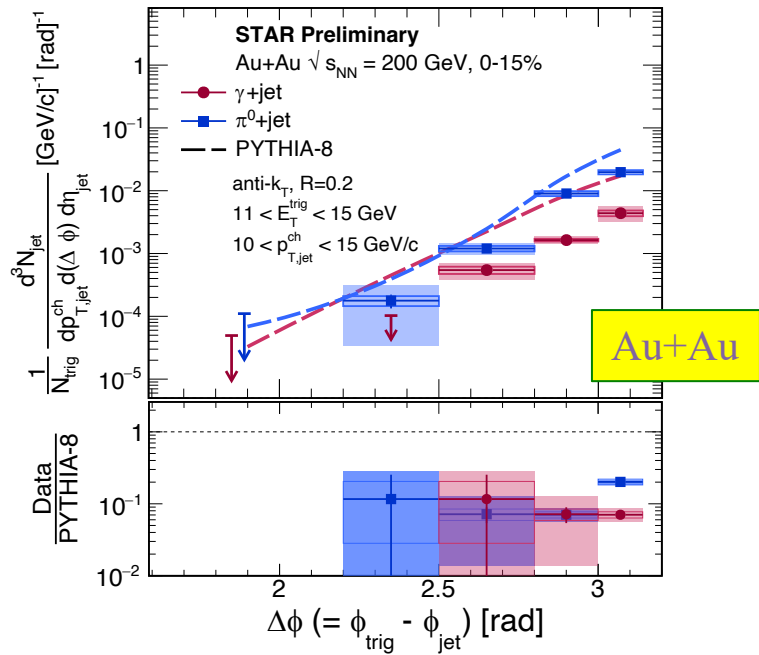 STAR Preliminary
Au+Au √ s_NN = 200 GeV, 0-15%
γ+jet
π⁰+jet
PYTHIA-8
anti-k_T, R=0.2
11 < E_T^trig < 15 GeV
10 < p_T,jet^ch < 15 GeV/c
1/N_trig d³N_jet/dp_T,jet^ch d(Δ ϕ) dη_jet [GeV/c]⁻¹ [rad]⁻¹
1
10⁻¹
10⁻²
10⁻³
10⁻⁴
10⁻⁵
Au+Au
Data
PYTHIA-8
1
10⁻¹
10⁻²
2
2.5
3
Δϕ (= ϕ_trig - ϕ_jet) [rad]